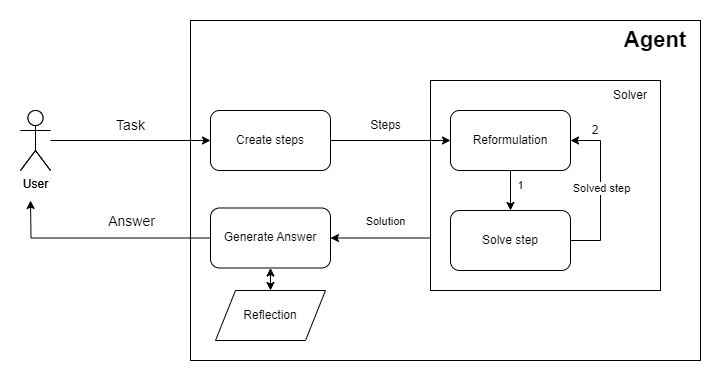 Agent
Solver
Task
Create steps
Steps
Reformulation
2
User
1
Solved step
Answer
Generate Answer
Solution
Solve step
Reflection